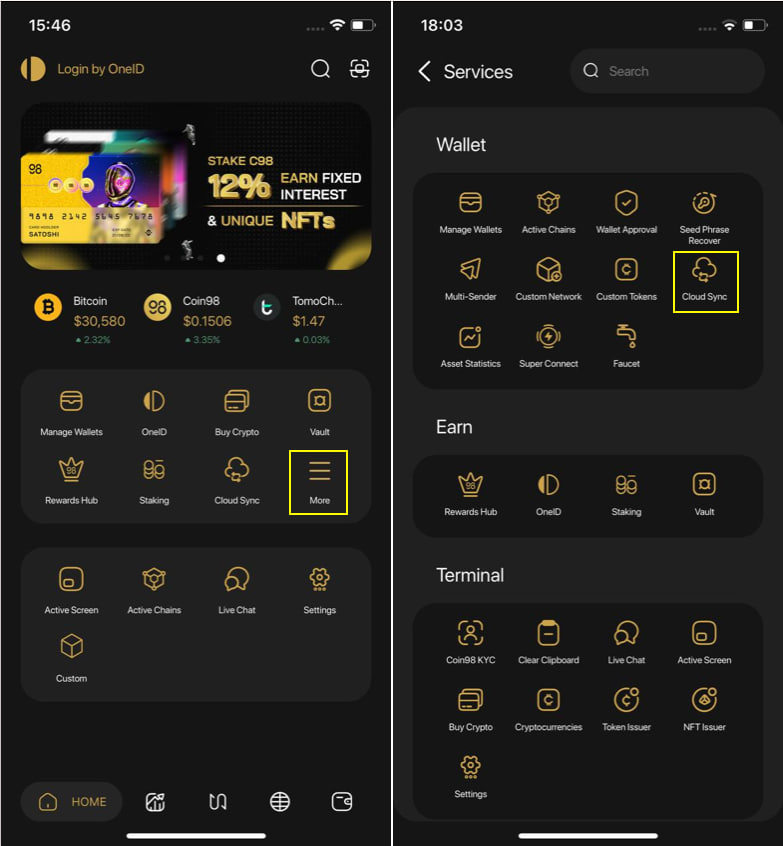 15:46
Login by OneID
98
STAKE C98
12% EARN FIXED
INTEREST
& UNIQUE NFTs
9898 2142 5645 7678
SATOSHI
Bitcoin
$30,580
2.32%
98
Coin98
$0.1506
3.35%
TomoCh...
$1.47
0.03%
Manage Wallets
OneID
Buy Crypto
Vault
98
Rewards Hub
Staking
Cloud Sync
More
Active Screen
Active Chains
Live Chat
Settings
Custom
HOME
18:03
Services
Search
Wallet
Manage Wallets
Active Chains
Wallet Approval
Seed Phrase
Recover
Multi-Sender
Custom Network
Custom Tokens
Cloud Sync
Asset Statistics
Super Connect
Faucet
Earn
98
Rewards Hub
OneID
Staking
Vault
Terminal
Coin98 KYC
Clear Clipboard
Live Chat
Active Screen
Buy Crypto
Cryptocurrencies
Token Issuer
NFT Issuer
Settings